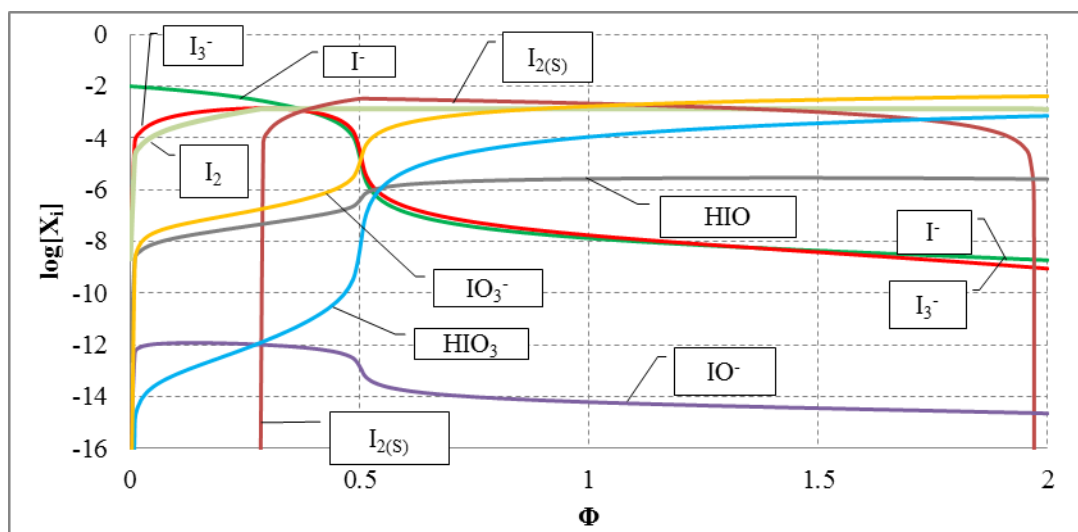 I₃⁻
I⁻
I₂₍S₎
I₂
HIO
I⁻
IO₃⁻
I₃⁻
HIO₃
IO⁻
I₂₍S₎
log[Xᵢ]
0
-2
-4
-6
-8
-10
-12
-14
-16
0 0.5 1 1.5 2
Φ